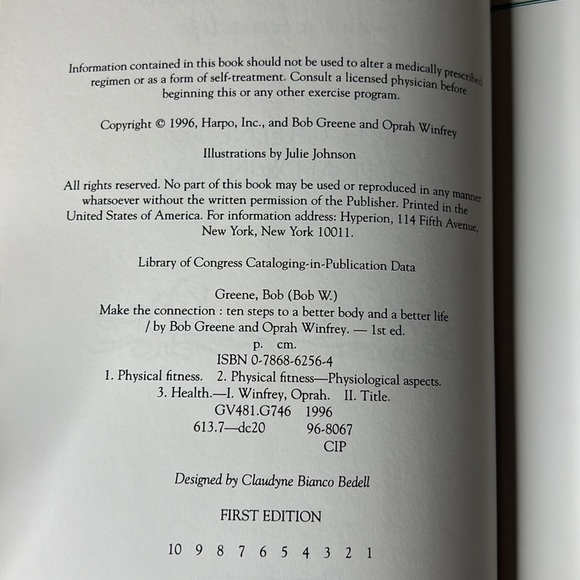 Information contained in this book should not be used to alter a medically prescribed
regimen or as a form of self-treatment. Consult a licensed physician before
beginning this or any other exercise program.
Copyright © 1996, Harpo, Inc., and Bob Greene and Oprah Winfrey
Illustrations by Julie Johnson
All rights reserved. No part of this book may be used or reproduced in any manner
whatsoever without the written permission of the Publisher. Printed in the
United States of America. For information address: Hyperion, 114 Fifth Avenue,
New York, New York 10011.
Library of Congress Cataloging-in-Publication Data
Greene, Bob (Bob W.)
Make the connection : ten steps to a better body and a better life
/ by Bob Greene and Oprah Winfrey. — 1st ed.
p. cm.
ISBN 0-7868-6256-4
1. Physical fitness. 2. Physical fitness—Physiological aspects.
3. Health.—I. Winfrey, Oprah. II. Title.
GV481.G746 1996
613.7—dc20 96-8067
CIP
Designed by Claudyne Bianco Bedell
FIRST EDITION
10 9 8 7 6 5 4 3 2 1